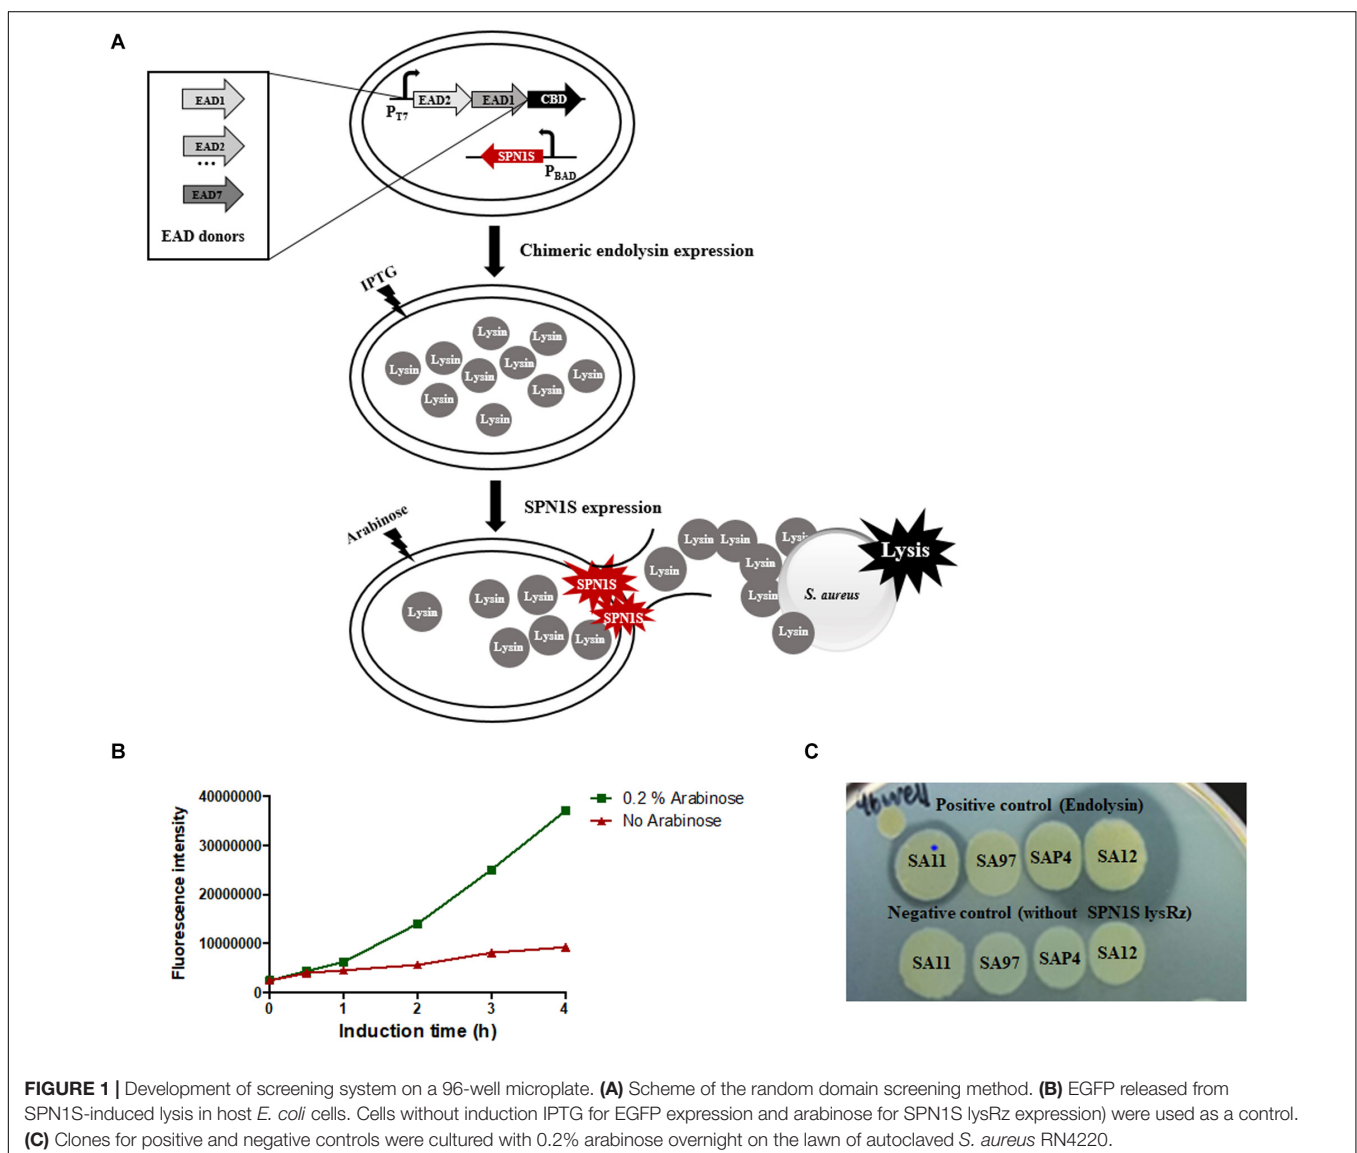 A
EAD1
EAD2
...
EAD7
EAD donors
P_T7
EAD2
EAD1
CBD
SPN1S
P_BAD
Chimeric endolysin expression
IPTG
Lysin
Lysin
Lysin
Lysin
Lysin
Lysin
Lysin
Lysin
Lysin
Lysin
SPN1S expression
Arabinose
Lysin
Lysin
Lysin
Lysin
Lysin
Lysin
SPN1S
SPN1S
Lysin
Lysin
Lysin
Lysin
Lysin
Lysin
S. aureus
Lysis
B
Fluorescence intensity
40000000
30000000
20000000
10000000
0
0 1 2 3 4
Induction time (h)
0.2 % Arabinose
No Arabinose
C
96 well
Positive control (Endolysin)
SA11 SA97 SAP4 SA12
Negative control (without SPN1S lysRz)
SA11 SA97 SAP4 SA12
FIGURE 1 | Development of screening system on a 96-well microplate. (A) Scheme of the random domain screening method. (B) EGFP released from
SPN1S-induced lysis in host E. coli cells. Cells without induction IPTG for EGFP expression and arabinose for SPN1S lysRz expression) were used as a control.
(C) Clones for positive and negative controls were cultured with 0.2% arabinose overnight on the lawn of autoclaved S. aureus RN4220.